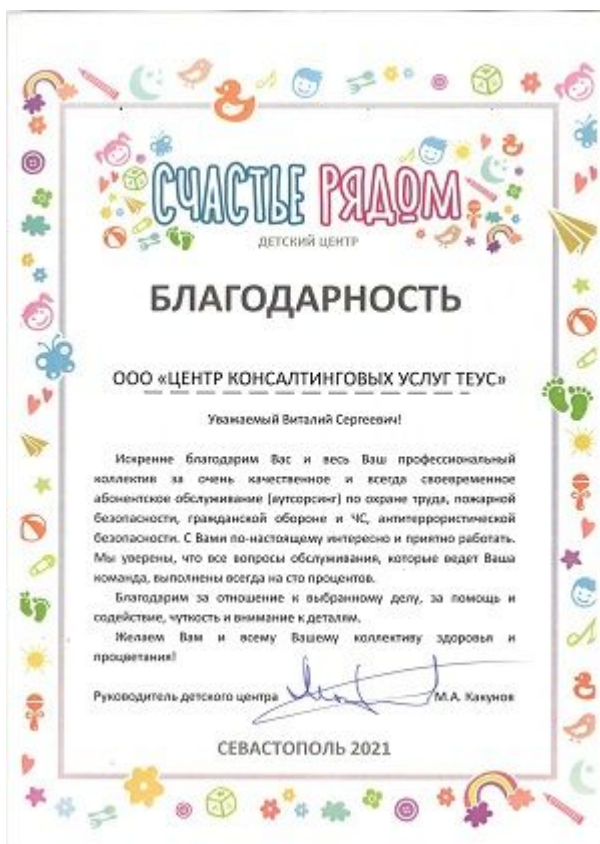 СЧАСТЬЕ РЯДОМ
ДЕТСКИЙ ЦЕНТР
БЛАГОДАРНОСТЬ
ООО «ЦЕНТР КОНСАЛТИНГОВЫХ УСЛУГ ТЕУС»
Уважаемый Виталий Сергеевич!
Искренне благодарим Вас и весь Ваш профессиональный
коллектив за очень качественное и всегда своевременное
абонентское обслуживание (аутсорсинг) по охране труда, пожарной
безопасности, гражданской обороне и ЧС, антитеррористической
безопасности. С Вами по-настоящему интересно и приятно работать.
Мы уверены, что все вопросы обслуживания, которые ведет Ваша
команда, выполнены всегда на сто процентов.
Благодарим за отношение к выбранному делу, за помощь и
содействие, чуткость и внимание к деталям.
Желаем Вам и всему Вашему коллективу здоровья и
процветания!
Руководитель детского центра М.А. Какунов
СЕВАСТОПОЛЬ 2021